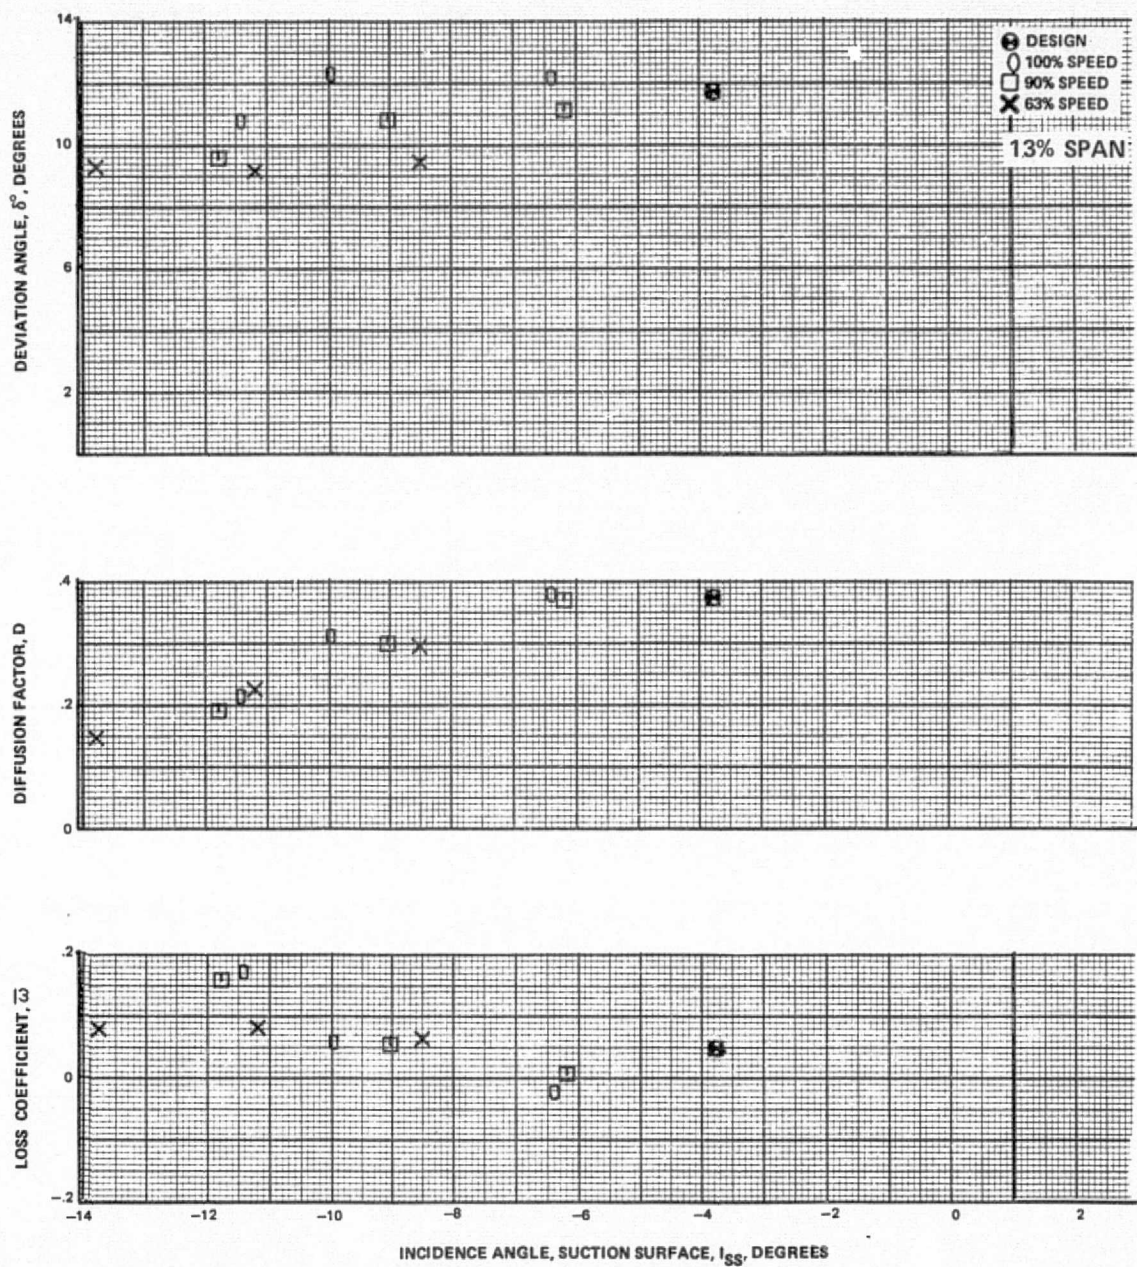 14
DESIGN
100% SPEED
90% SPEED
63% SPEED
13% SPAN
10
6
2
DEVIATION ANGLE, δ°, DEGREES
.4
.2
0
DIFFUSION FACTOR, D
.2
0
-.2
LOSS COEFFICIENT, ω̅
-14 -12 -10 -8 -6 -4 -2 0 2
INCIDENCE ANGLE, SUCTION SURFACE, I_SS, DEGREES